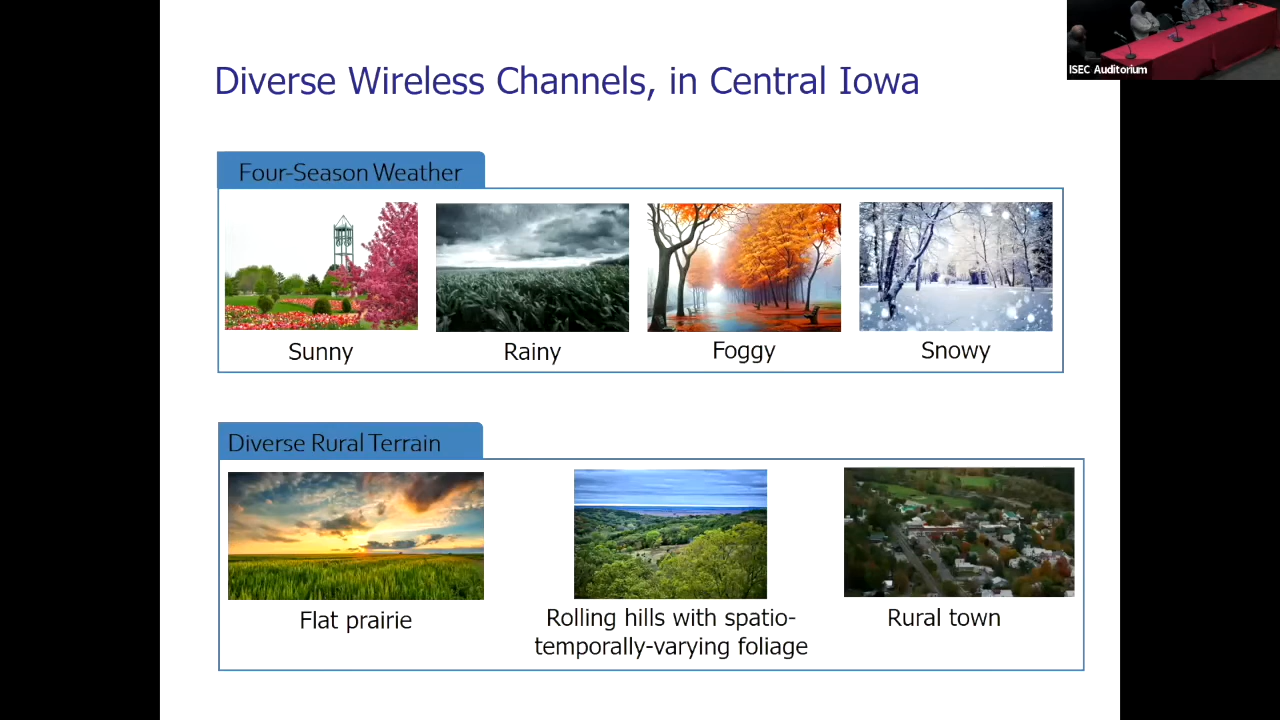 Diverse Wireless Channels, in Central Iowa
ISEC Auditorium
Four-Season Weather
Sunny
Rainy
Foggy
Snowy
Diverse Rural Terrain
Flat prairie
Rolling hills with spatio-
temporally-varying foliage
Rural town